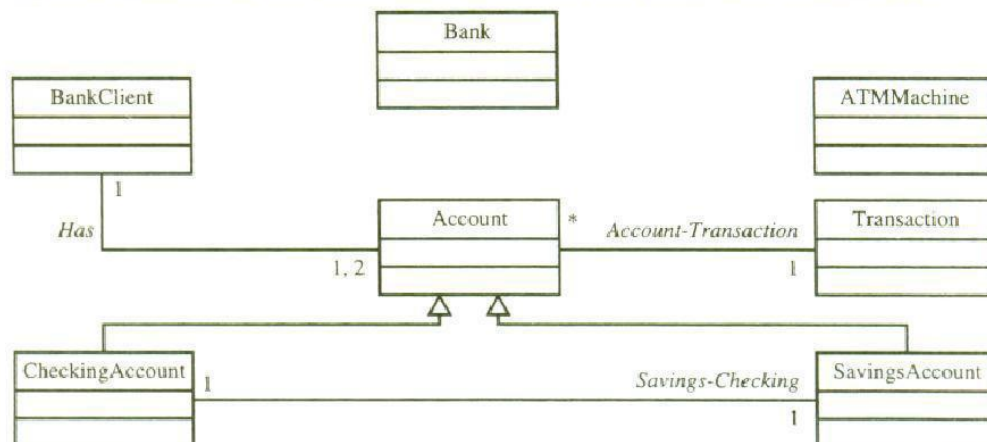 Bank
BankClient
ATMMachine
1
Has
Account
*
Account-Transaction
Transaction
1, 2
1
CheckingAccount
1
Savings-Checking
SavingsAccount
1